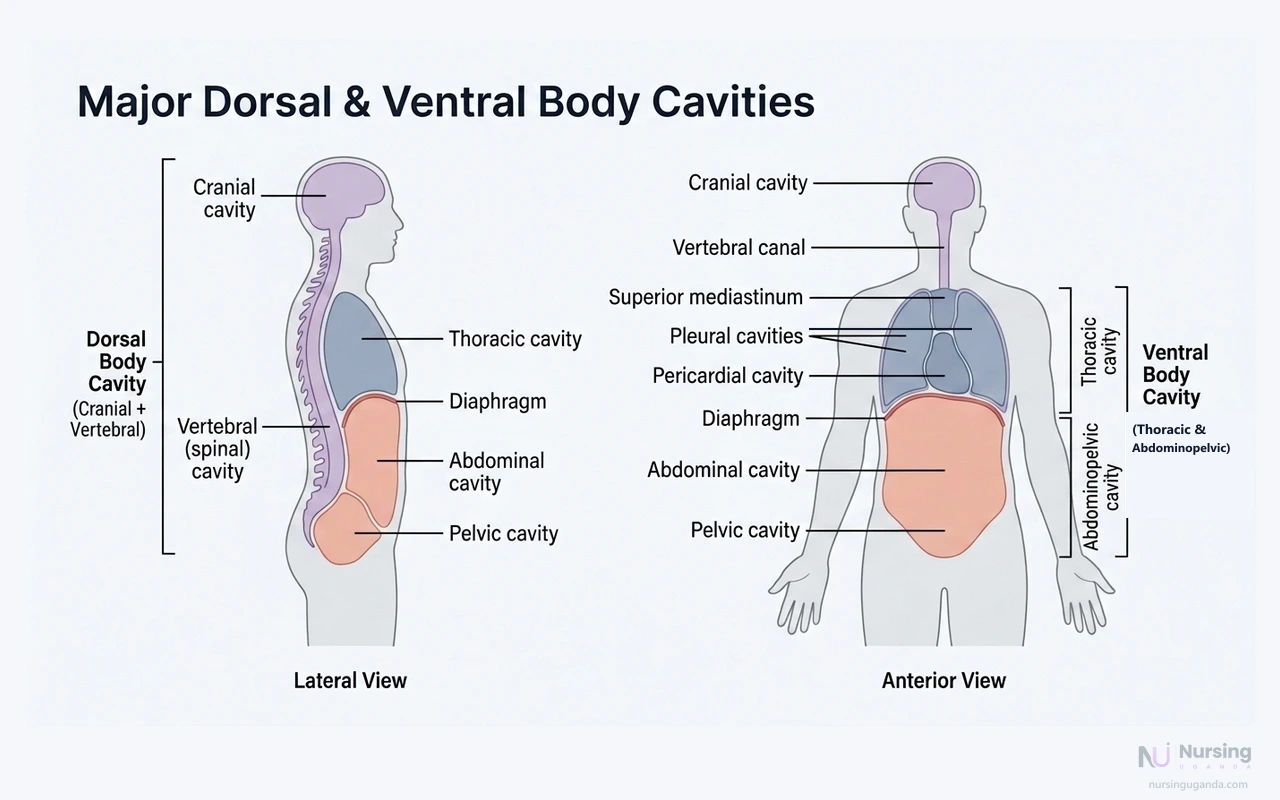 Major Dorsal & Ventral Body Cavities
Cranial
cavity
Dorsal
Body
Cavity
(Cranial +
Vertebral)
Vertebral
(spinal)
cavity
Thoracic cavity
Diaphragm
Abdominal
cavity
Pelvic cavity
Lateral View
Cranial cavity
Vertebral canal
Superior mediastinum
Pleural cavities
Pericardial cavity
Diaphragm
Abdominal cavity
Pelvic cavity
Thoracic
cavity
Abdominopelvic
cavity
Ventral
Body
Cavity
(Thoracic &
Abdominopelvic)
Anterior View
NU Nursing
UGANDA
nursinguganda.com